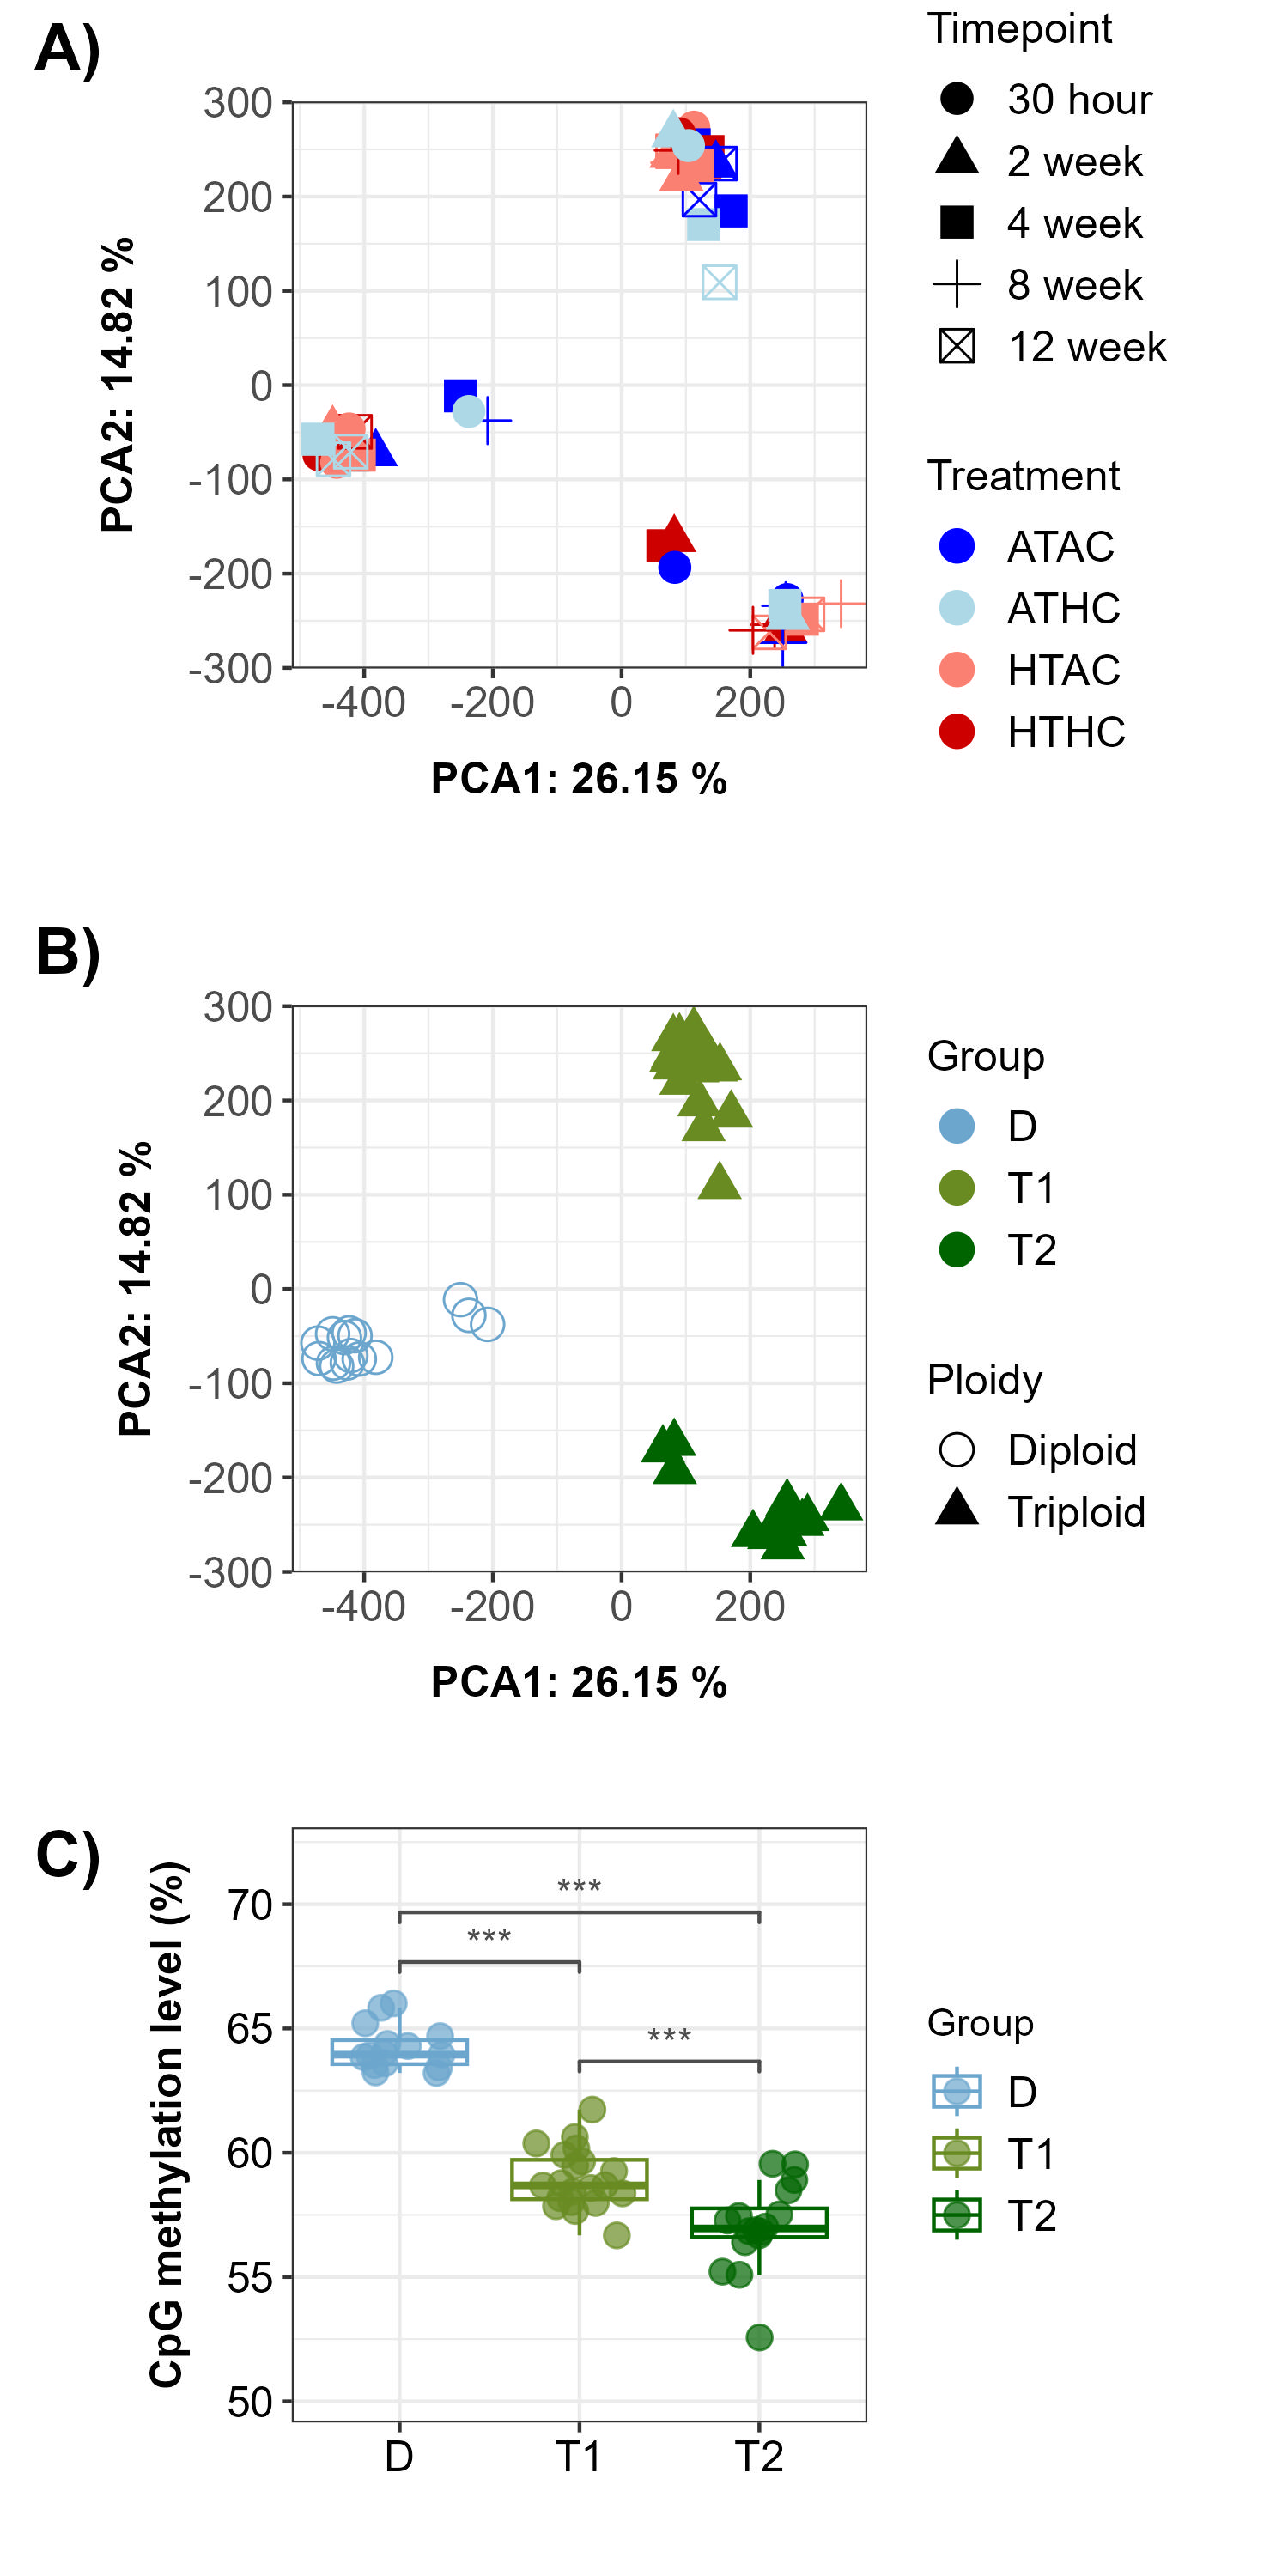 A)
Timepoint
30 hour
2 week
4 week
8 week
12 week
Treatment
ATAC
ATHC
HTAC
HTHC
300
200
100
0
-100
-200
-300
PCA2: 14.82 %
-400 -200 0 200
PCA1: 26.15 %
B)
300
200
100
0
-100
-200
-300
PCA2: 14.82 %
-400 -200 0 200
PCA1: 26.15 %
Group
D
T1
T2
Ploidy
Diploid
Triploid
C)
CpG methylation level (%)
70
65
60
55
50
***
***
***
D T1 T2
Group
D
T1
T2